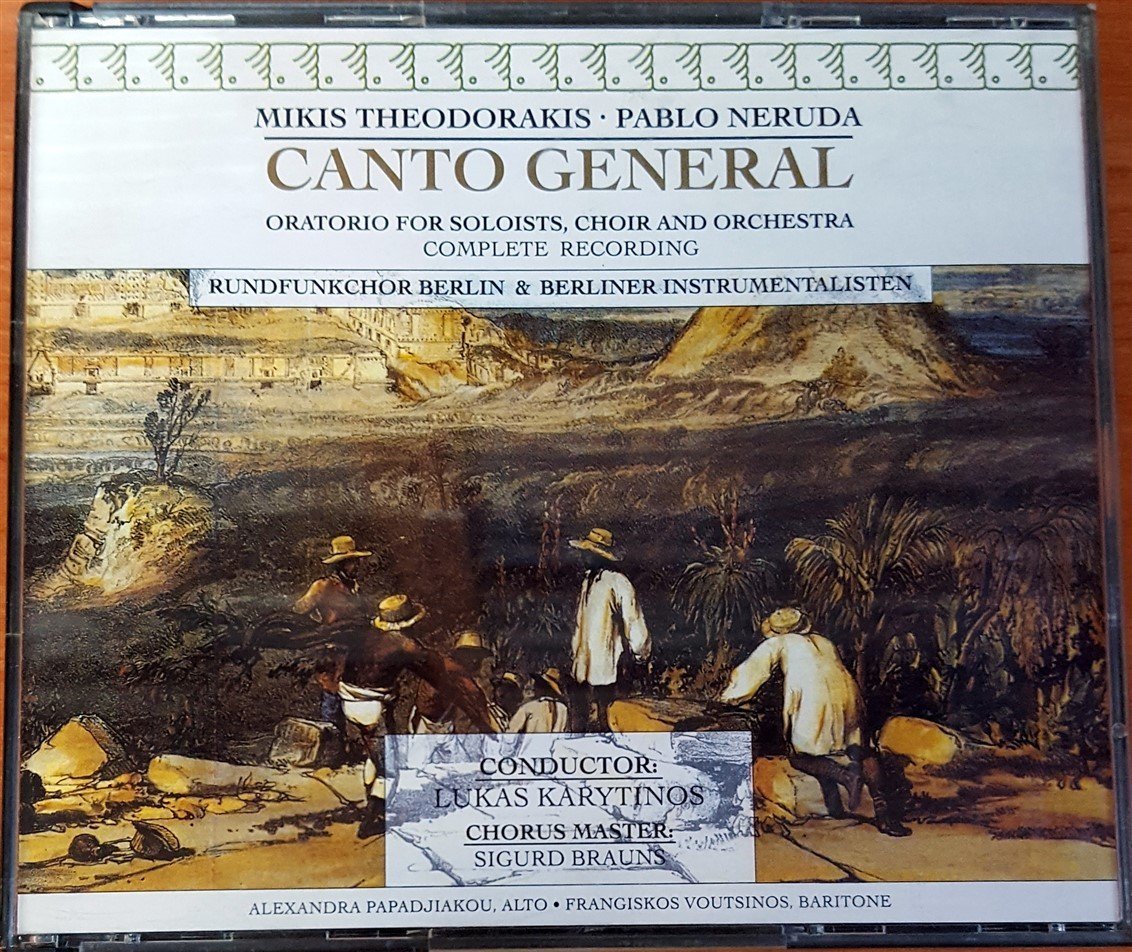 MIKIS THEODORAKIS · PABLO NERUDA
CANTO GENERAL
ORATORIO FOR SOLOISTS, CHOIR AND ORCHESTRA
COMPLETE RECORDING
RUNDFUNKCHOR BERLIN & BERLINER INSTRUMENTALISTEN
CONDUCTOR:
LUKAS KARYTINOS
CHORUS MASTER:
SIGURD BRAUNS
ALEXANDRA PAPADJIAKOU, ALTO • FRANGISKOS VOUTSINOS, BARITONE